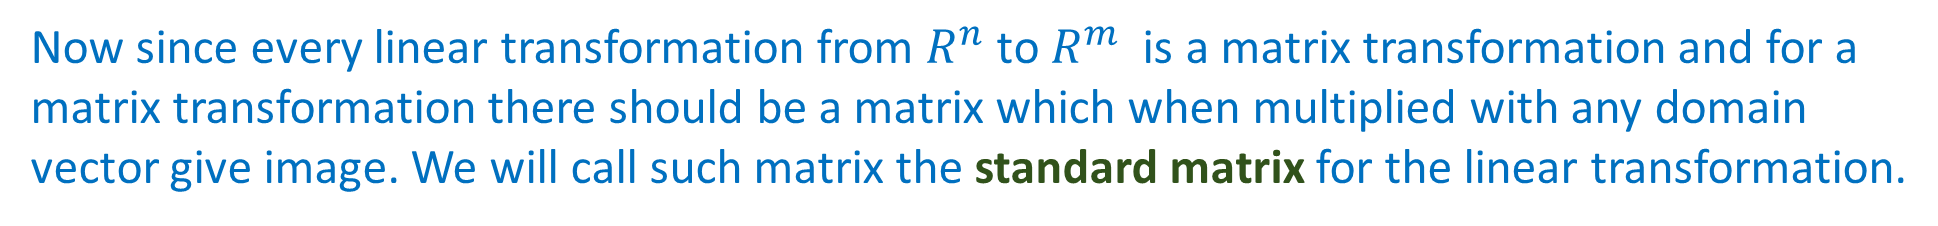 Now since every linear transformation from Rⁿ to Rᵐ is a matrix transformation and for a
matrix transformation there should be a matrix which when multiplied with any domain
vector give image. We will call such matrix the standard matrix for the linear transformation.